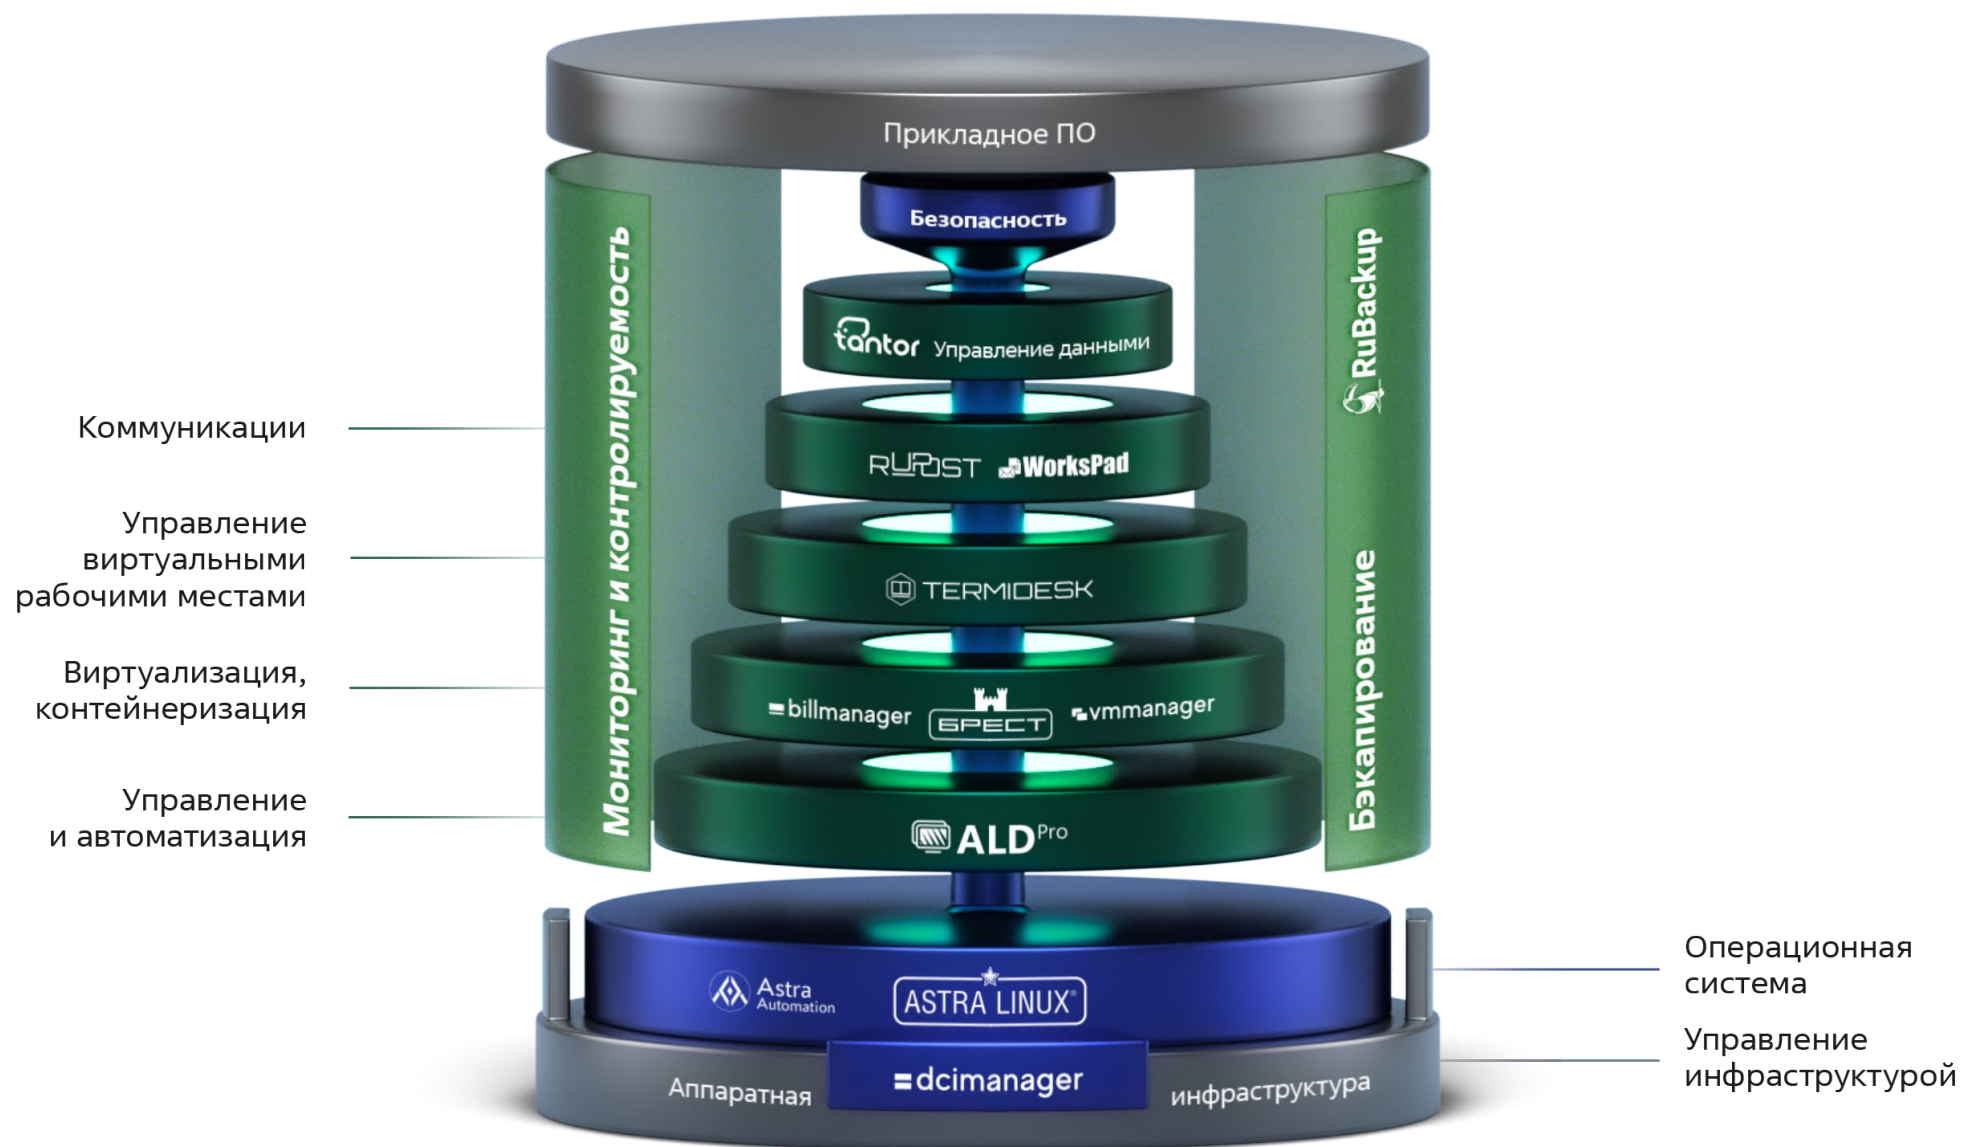 Прикладное ПО
Безопасность
tantor Управление данными
RUPOST WorksPad
TERMIDESK
billmanager БРЕСТ vmmanager
ALD Pro
Astra
Automation
ASTRA LINUX®
dcimanager
Аппаратная инфраструктура
Мониторинг и контролируемость
RuBackup
Бэкапирование
Коммуникации
Управление
виртуальными
рабочими местами
Виртуализация,
контейнеризация
Управление
и автоматизация
Операционная
система
Управление
инфраструктурой